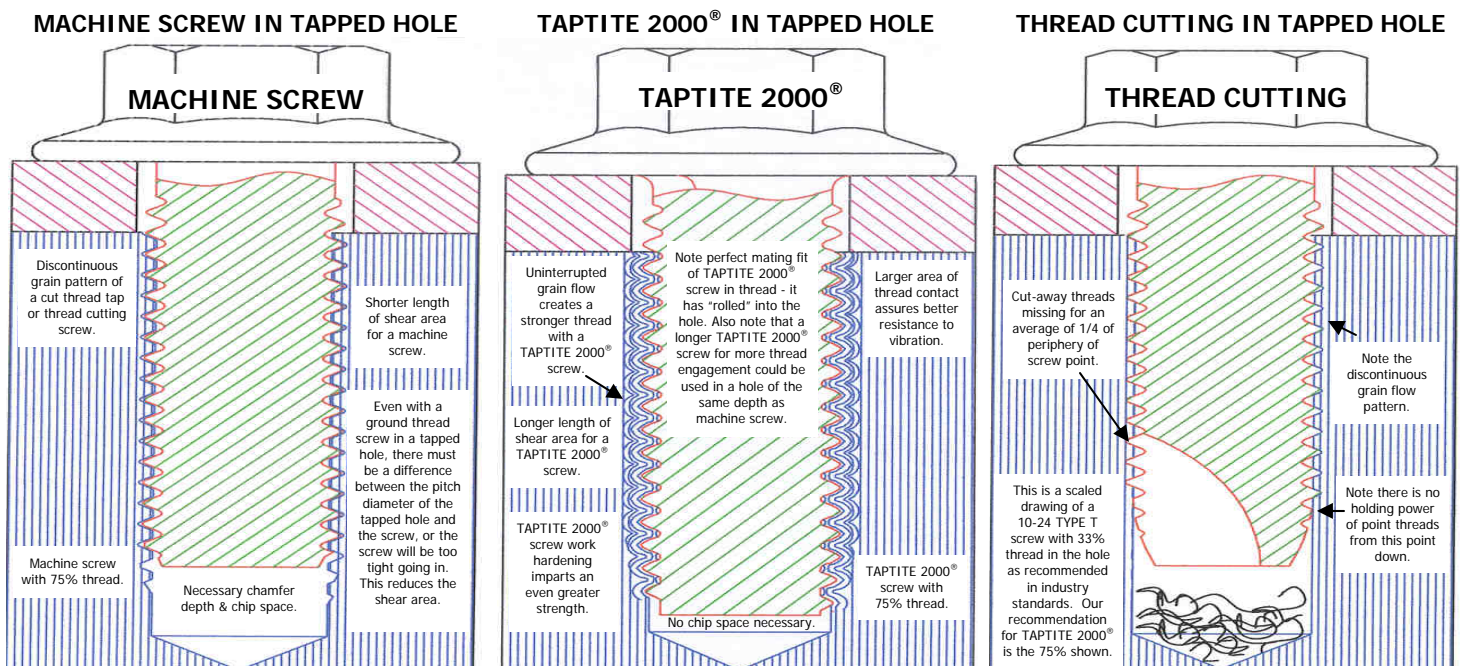 MACHINE SCREW IN TAPPED HOLE
MACHINE SCREW
Discontinuous
grain pattern of
a cut thread tap
or thread cutting
screw.
Shorter length
of shear area
for a machine
screw.
Even with a
ground thread
screw in a tapped
hole, there must
be a difference
between the pitch
diameter of the
tapped hole and
the screw, or the
screw will be too
tight going in.
This reduces the
shear area.
Machine screw
with 75% thread.
Necessary chamfer
depth & chip space.
TAPTITE 2000® IN TAPPED HOLE
TAPTITE 2000®
Uninterrupted
grain flow
creates a
stronger thread
with a
TAPTITE 2000®
screw.
Note perfect mating fit
of TAPTITE 2000®
screw in thread - it
has "rolled" into the
hole. Also note that a
longer TAPTITE 2000®
screw for more thread
engagement could be
used in a hole of the
same depth as
machine screw.
Larger area of
thread contact
assures better
resistance to
vibration.
Longer length of
shear area for a
TAPTITE 2000®
screw.
TAPTITE 2000®
screw work
hardening
imparts an
even greater
strength.
TAPTITE 2000®
screw with
75% thread.
No chip space necessary.
THREAD CUTTING IN TAPPED HOLE
THREAD CUTTING
Cut-away threads
missing for an
average of 1/4 of
periphery of
screw point.
Note the
discontinuous
grain flow
pattern.
This is a scaled
drawing of a
10-24 TYPE T
screw with 33%
thread in the hole
as recommended
in industry
standards. Our
recommendation
for TAPTITE 2000®
is the 75% shown.
Note there is no
holding power
of point threads
from this point
down.